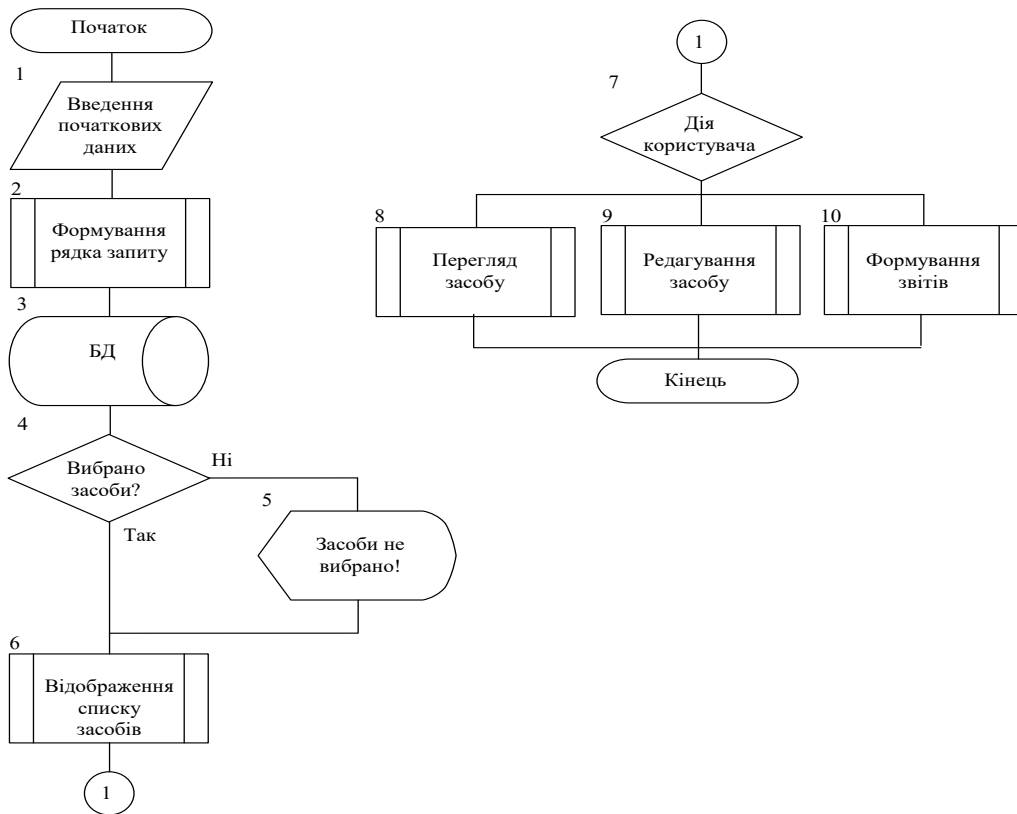 Початок
1
Введення
початкових
даних
2
Формування
рядка запиту
3
БД
4
Вибрано
засоби?
Ні
Так
5
Засоби не
вибрано!
6
Відображення
списку
засобів
1
1
7
Дія
користувача
8
Перегляд
засобу
9
Редагування
засобу
10
Формування
звітів
Кінець